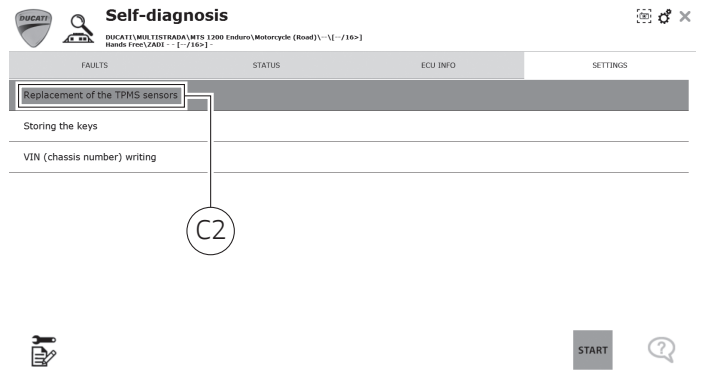 DUCATI
Self-diagnosis
DUCATI\MULTISTRADA\MTS 1200 Enduro\Motorcycle (Road)\--\[--/16>]
Hands Free\ZADI - - [--/16>] -
FAULTS STATUS ECU INFO SETTINGS
Replacement of the TPMS sensors
Storing the keys
VIN (chassis number) writing
C2
START
?